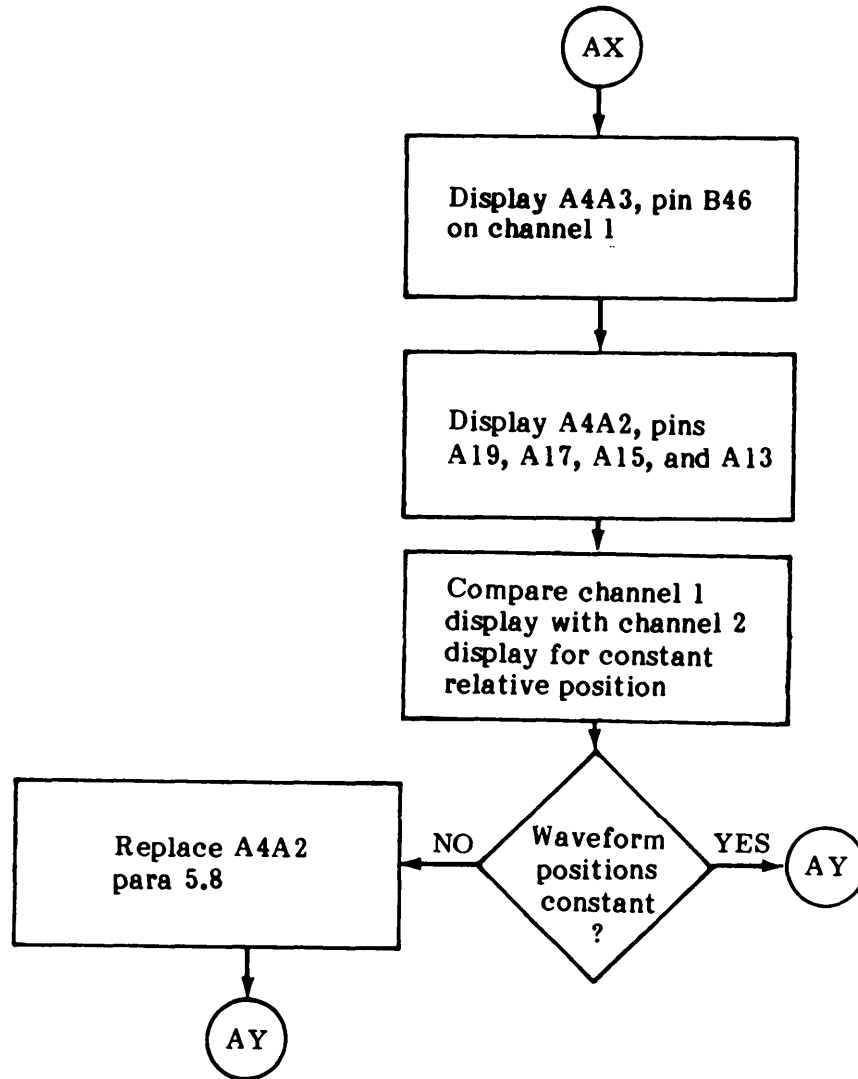 AX
Display A4A3, pin B46
on channel 1
Display A4A2, pins
A19, A17, A15, and A13
Compare channel 1
display with channel 2
display for constant
relative position
Waveform
positions
constant
?
NO
YES
Replace A4A2
para 5.8
AY
AY